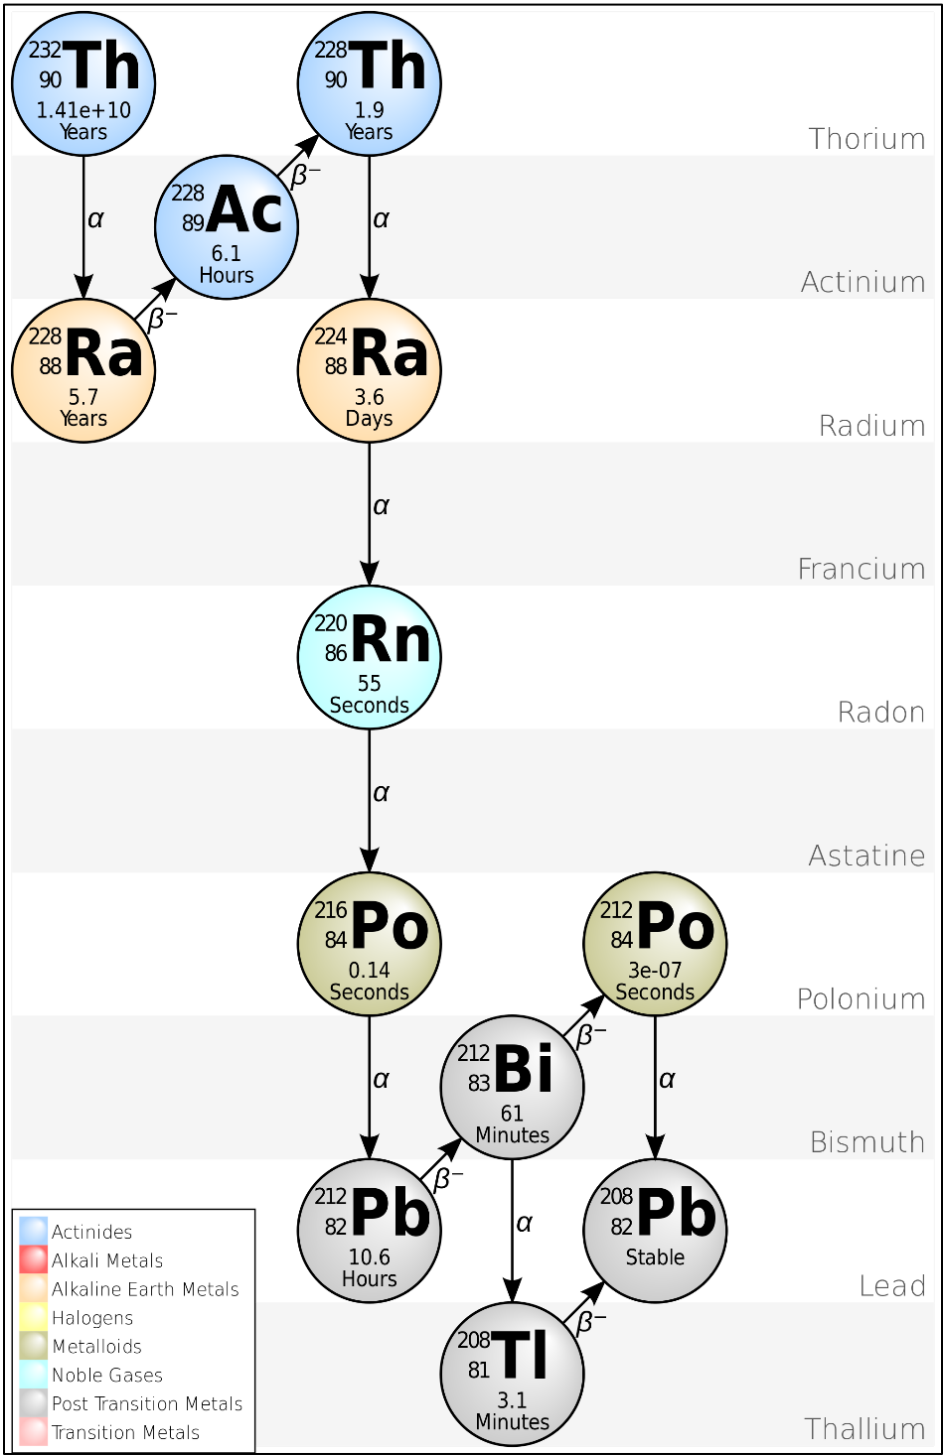 232
90 Th
1.41e+10
Years
228
90 Th
1.9
Years
Thorium
α
β⁻
228
89 Ac
6.1
Hours
α
Actinium
β⁻
228
88 Ra
5.7
Years
224
88 Ra
3.6
Days
Radium
α
Francium
220
86 Rn
55
Seconds
Radon
α
Astatine
216
84 Po
0.14
Seconds
212
84 Po
3e-07
Seconds
Polonium
α
β⁻
212
83 Bi
61
Minutes
α
Bismuth
β⁻
212
82 Pb
10.6
Hours
α
208
82 Pb
Stable
Lead
β⁻
208
81 Tl
3.1
Minutes
Thallium
Actinides
Alkali Metals
Alkaline Earth Metals
Halogens
Metalloids
Noble Gases
Post Transition Metals
Transition Metals